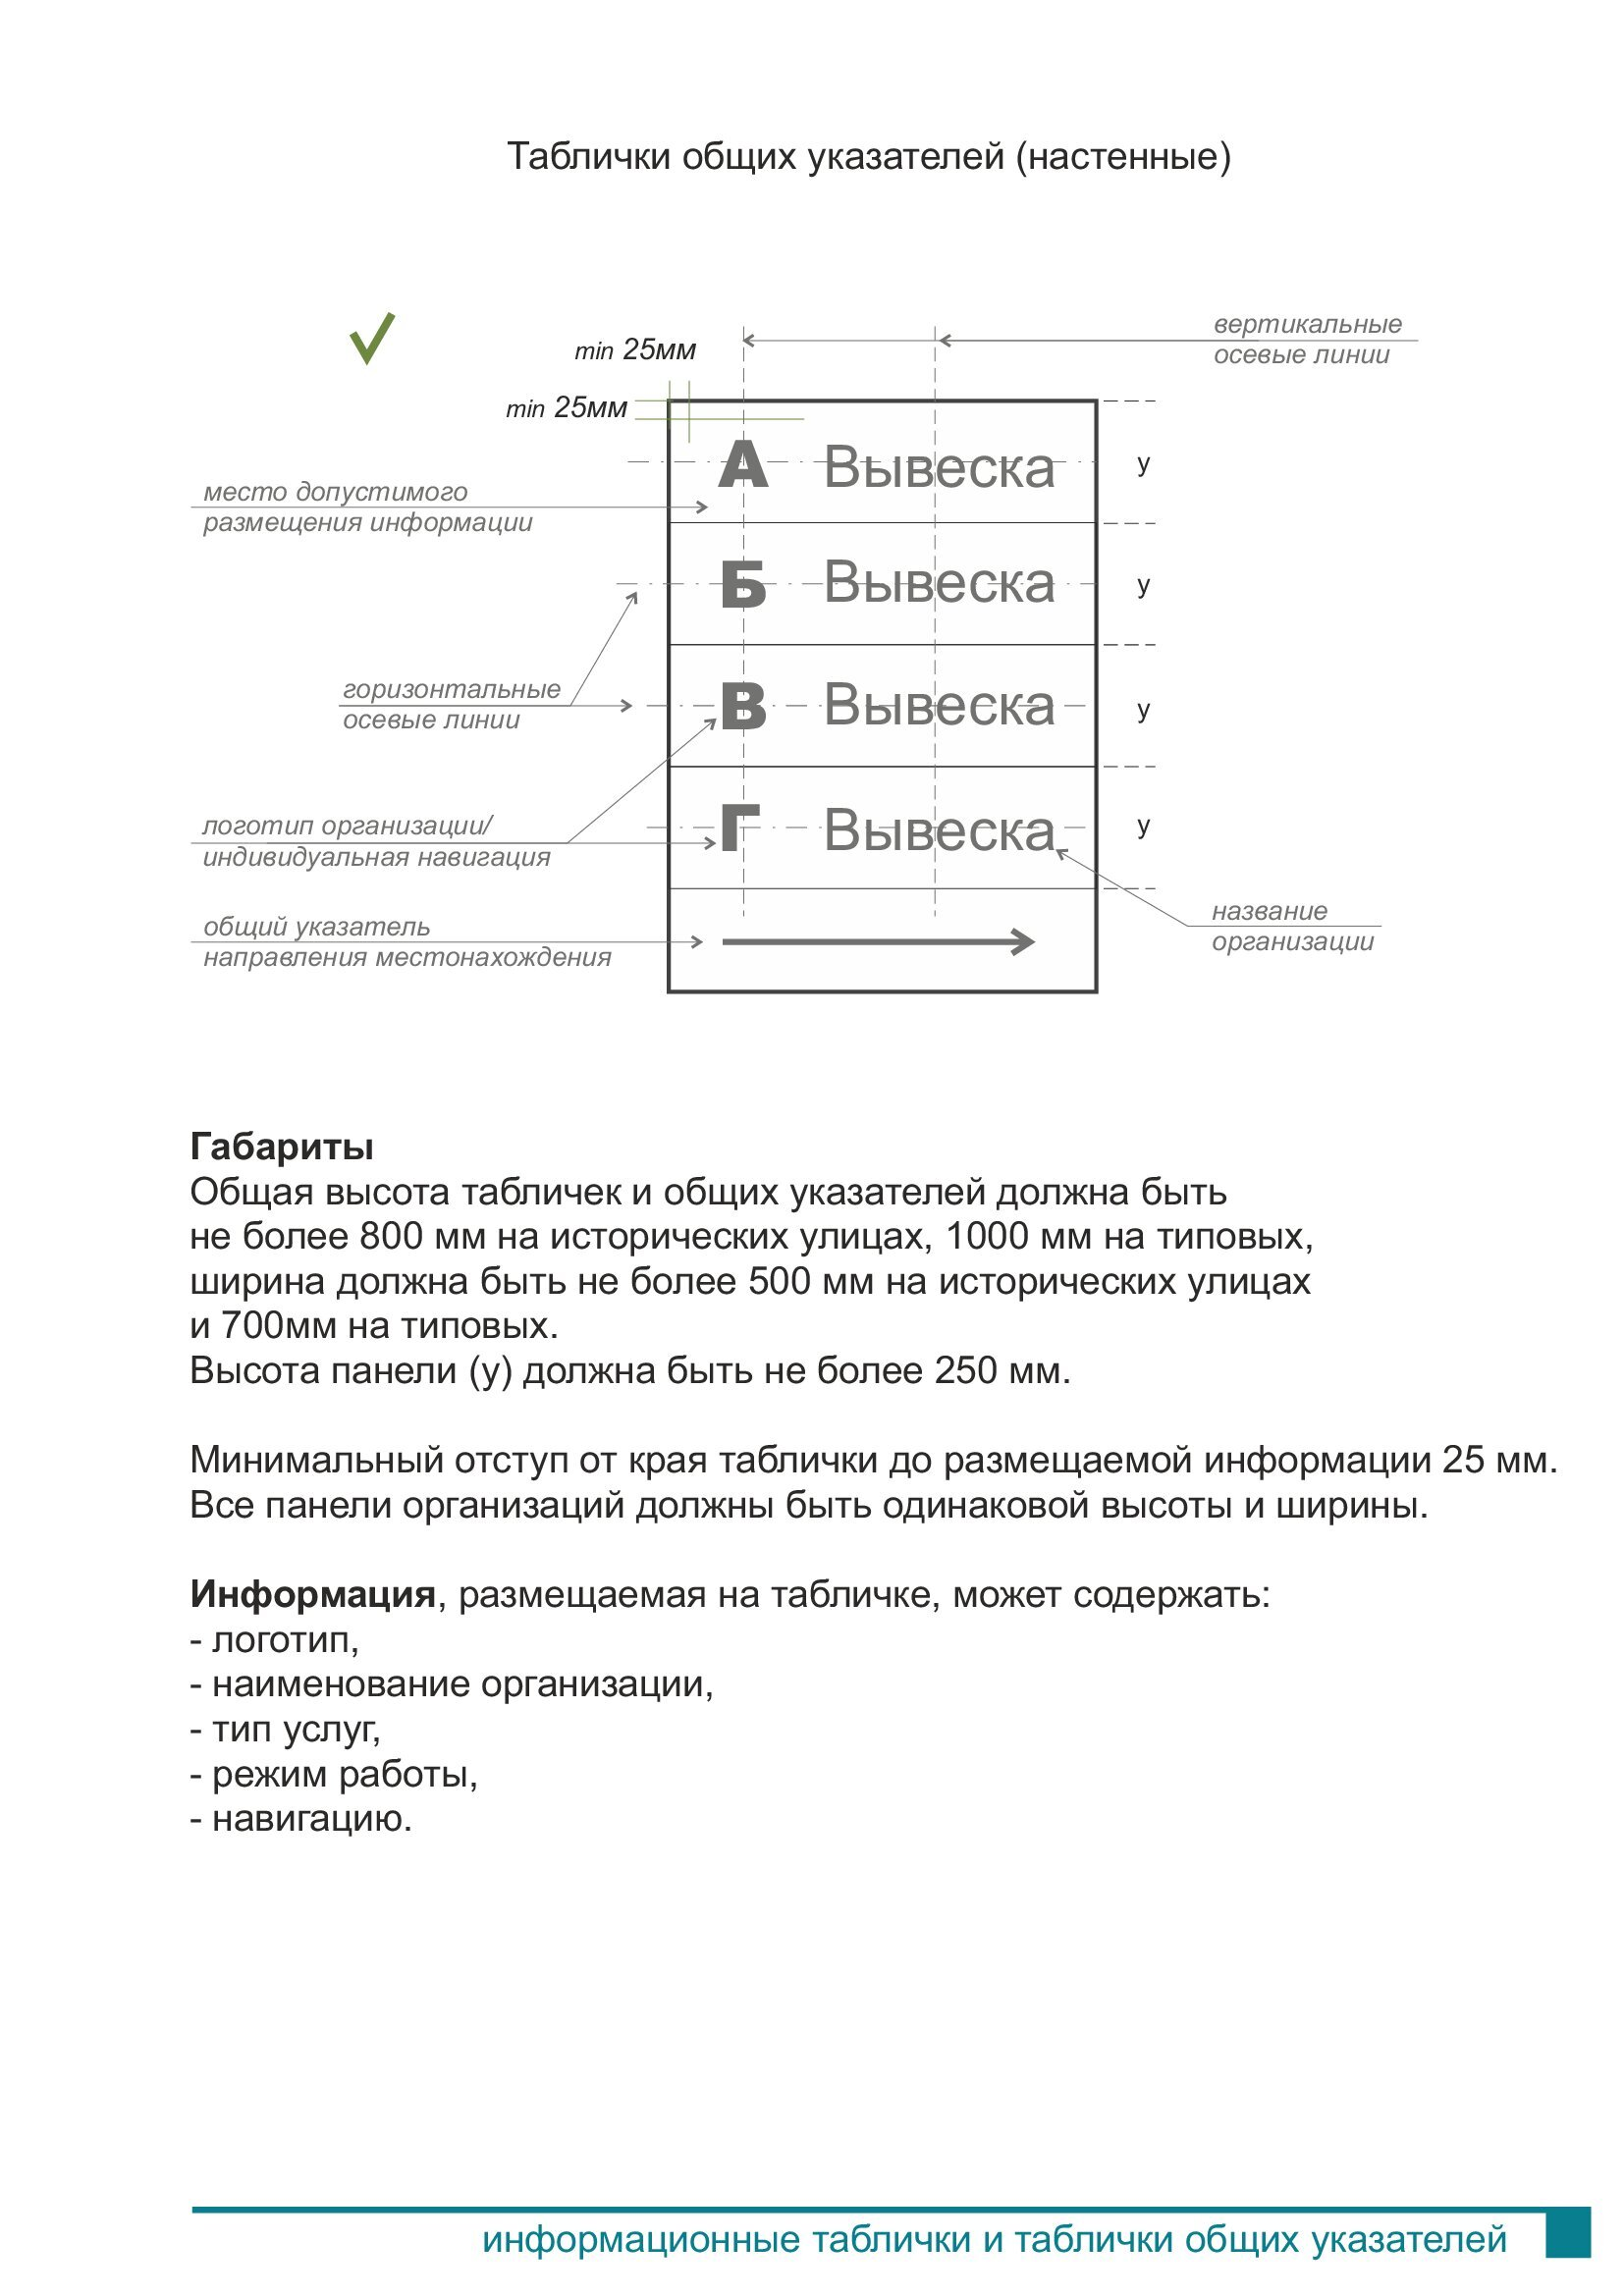 Таблички общих указателей (настенные)
вертикальные
осевые линии
min 25мм
min 25мм
А Вывеска y
место допустимого
размещения информации
Б Вывеска y
горизонтальные
осевые линии
В Вывеска y
логотип организации/
индивидуальная навигация
Г Вывеска y
название
организации
общий указатель
направления местонахождения
Габариты
Общая высота табличек и общих указателей должна быть
не более 800 мм на исторических улицах, 1000 мм на типовых,
ширина должна быть не более 500 мм на исторических улицах
и 700мм на типовых.
Высота панели (у) должна быть не более 250 мм.
Минимальный отступ от края таблички до размещаемой информации 25 мм.
Все панели организаций должны быть одинаковой высоты и ширины.
Информация, размещаемая на табличке, может содержать:
- логотип,
- наименование организации,
- тип услуг,
- режим работы,
- навигацию.
информационные таблички и таблички общих указателей